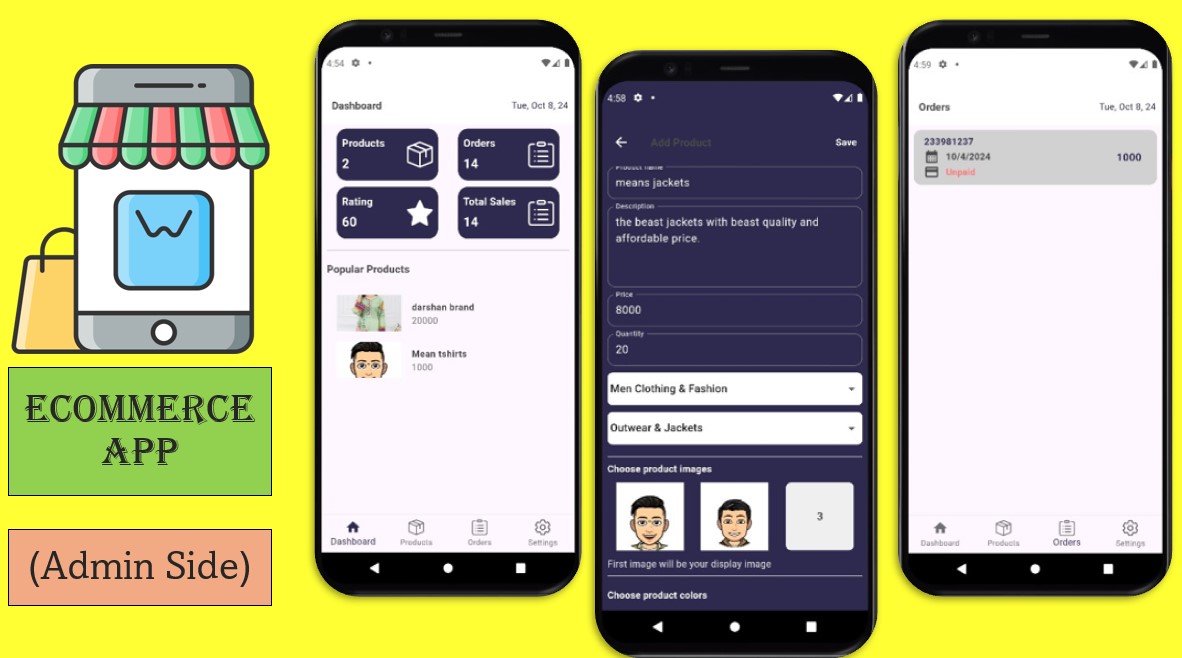 ECOMMERCE
APP
(Admin Side)
4:54
Dashboard
Tue, Oct 8, 24
Products
2
Orders
14
Rating
60
Total Sales
14
Popular Products
darshan brand
20000
Mean tshirts
1000
Dashboard
Products
Orders
Settings
4:58
Add Product
Save
Product name
means jackets
Description
the beast jackets with beast quality and
affordable price.
Price
8000
Quantity
20
Men Clothing & Fashion
Outwear & Jackets
Choose product images
3
First image will be your display image
Choose product colors
4:59
Orders
Tue, Oct 8, 24
233981237
10/4/2024
1000
Unpaid
Dashboard
Products
Orders
Settings